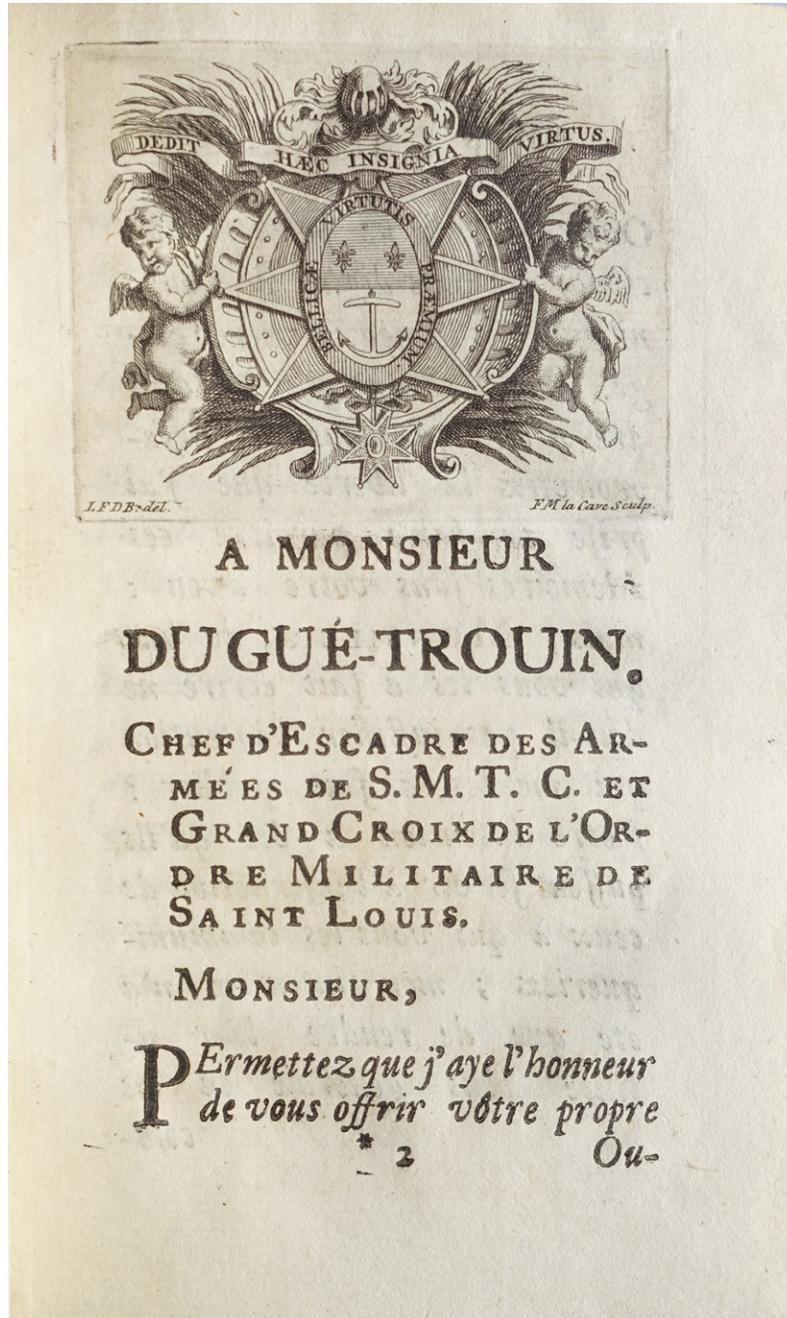 DEDIT HÆC INSIGNIA VIRTUS.
BELLICÆ VIRTUTIS PRÆMIUM.
F.M la Cave Sculp.
A MONSIEUR
DU GUÉ-TROUIN.
CHEF D'ESCADRE DES AR-
MÉES DE S. M. T. C. ET
GRAND CROIX DE L'OR-
DRE MILITAIRE DE
SAINT LOUIS.
MONSIEUR,
PErmettez que j'aye l'honneur
de vous offrir vôtre propre
* 2 Ou-